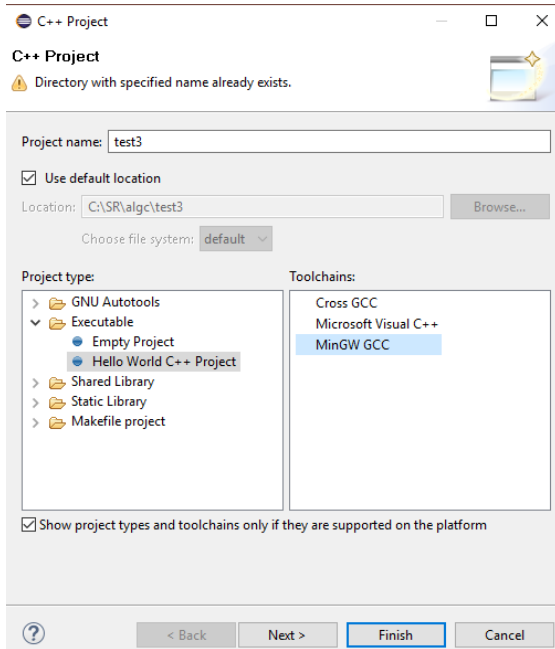 C++ Project
C++ Project
Directory with specified name already exists.
Project name: test3
Use default location
Location: C:\SR\algc\test3 Browse...
Choose file system: default
Project type: Toolchains:
GNU Autotools
Executable
Empty Project
Hello World C++ Project
Shared Library
Static Library
Makefile project
Cross GCC
Microsoft Visual C++
MinGW GCC
Show project types and toolchains only if they are supported on the platform
? < Back Next > Finish Cancel